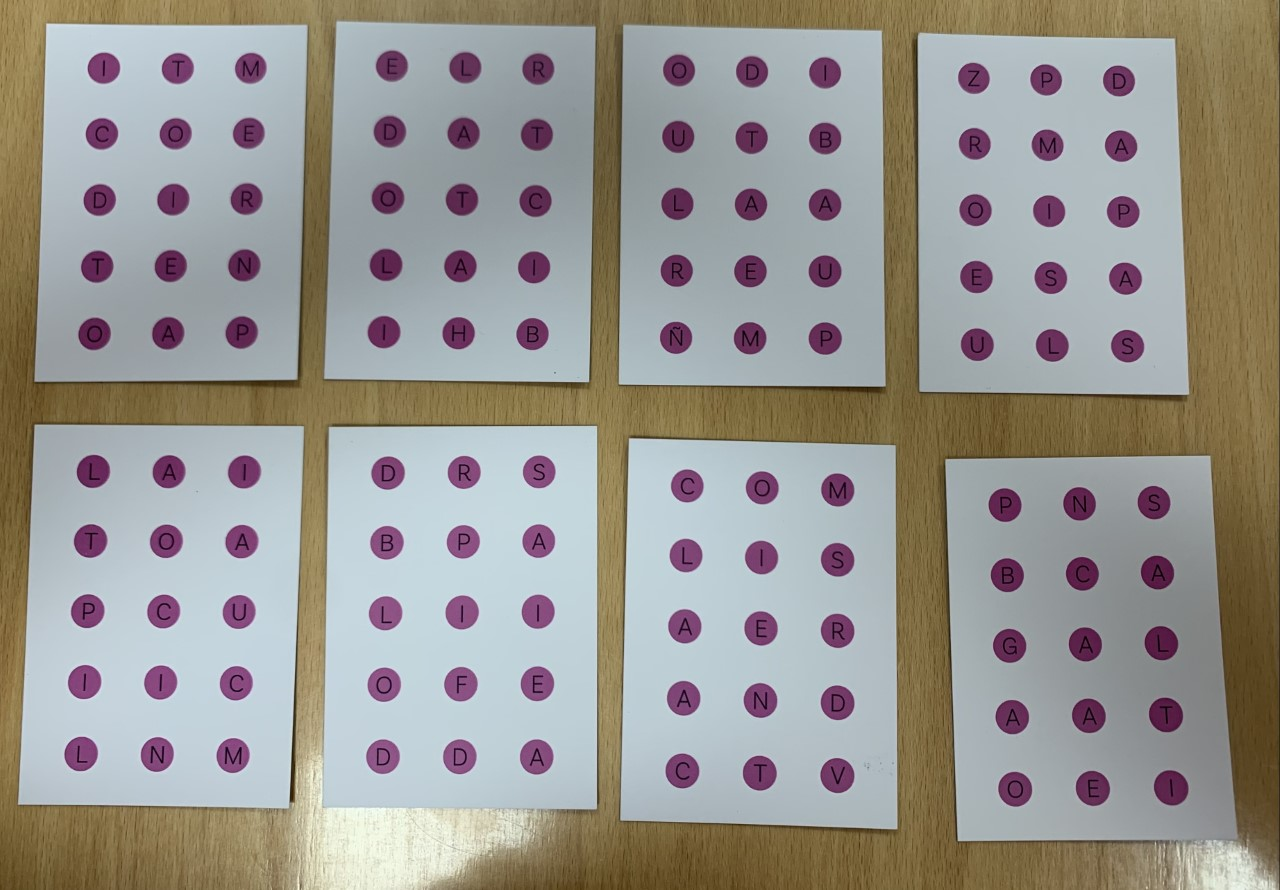 I T M
C O E
D I R
T E N
O A P
E L R
D A T
O T C
L A I
I H B
O D I
U T B
L A A
R E U
Ñ M P
Z P D
R M A
O I P
E S A
U L S
L A I
T O A
P C U
I I C
L N M
D R S
B P A
L I I
O F E
D D A
C O M
L I S
A E R
A N D
C T V
P N S
B C A
G A L
A A T
O E I